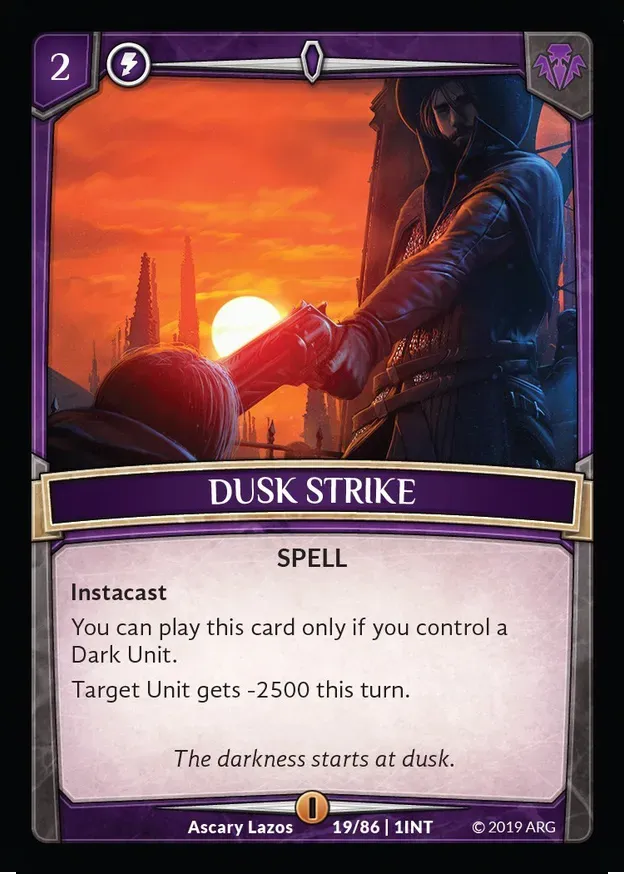 2
DUSK STRIKE
SPELL
Instacast
You can play this card only if you control a
Dark Unit.
Target Unit gets -2500 this turn.
The darkness starts at dusk.
I
Ascary Lazos 19/86 | 1INT © 2019 ARG